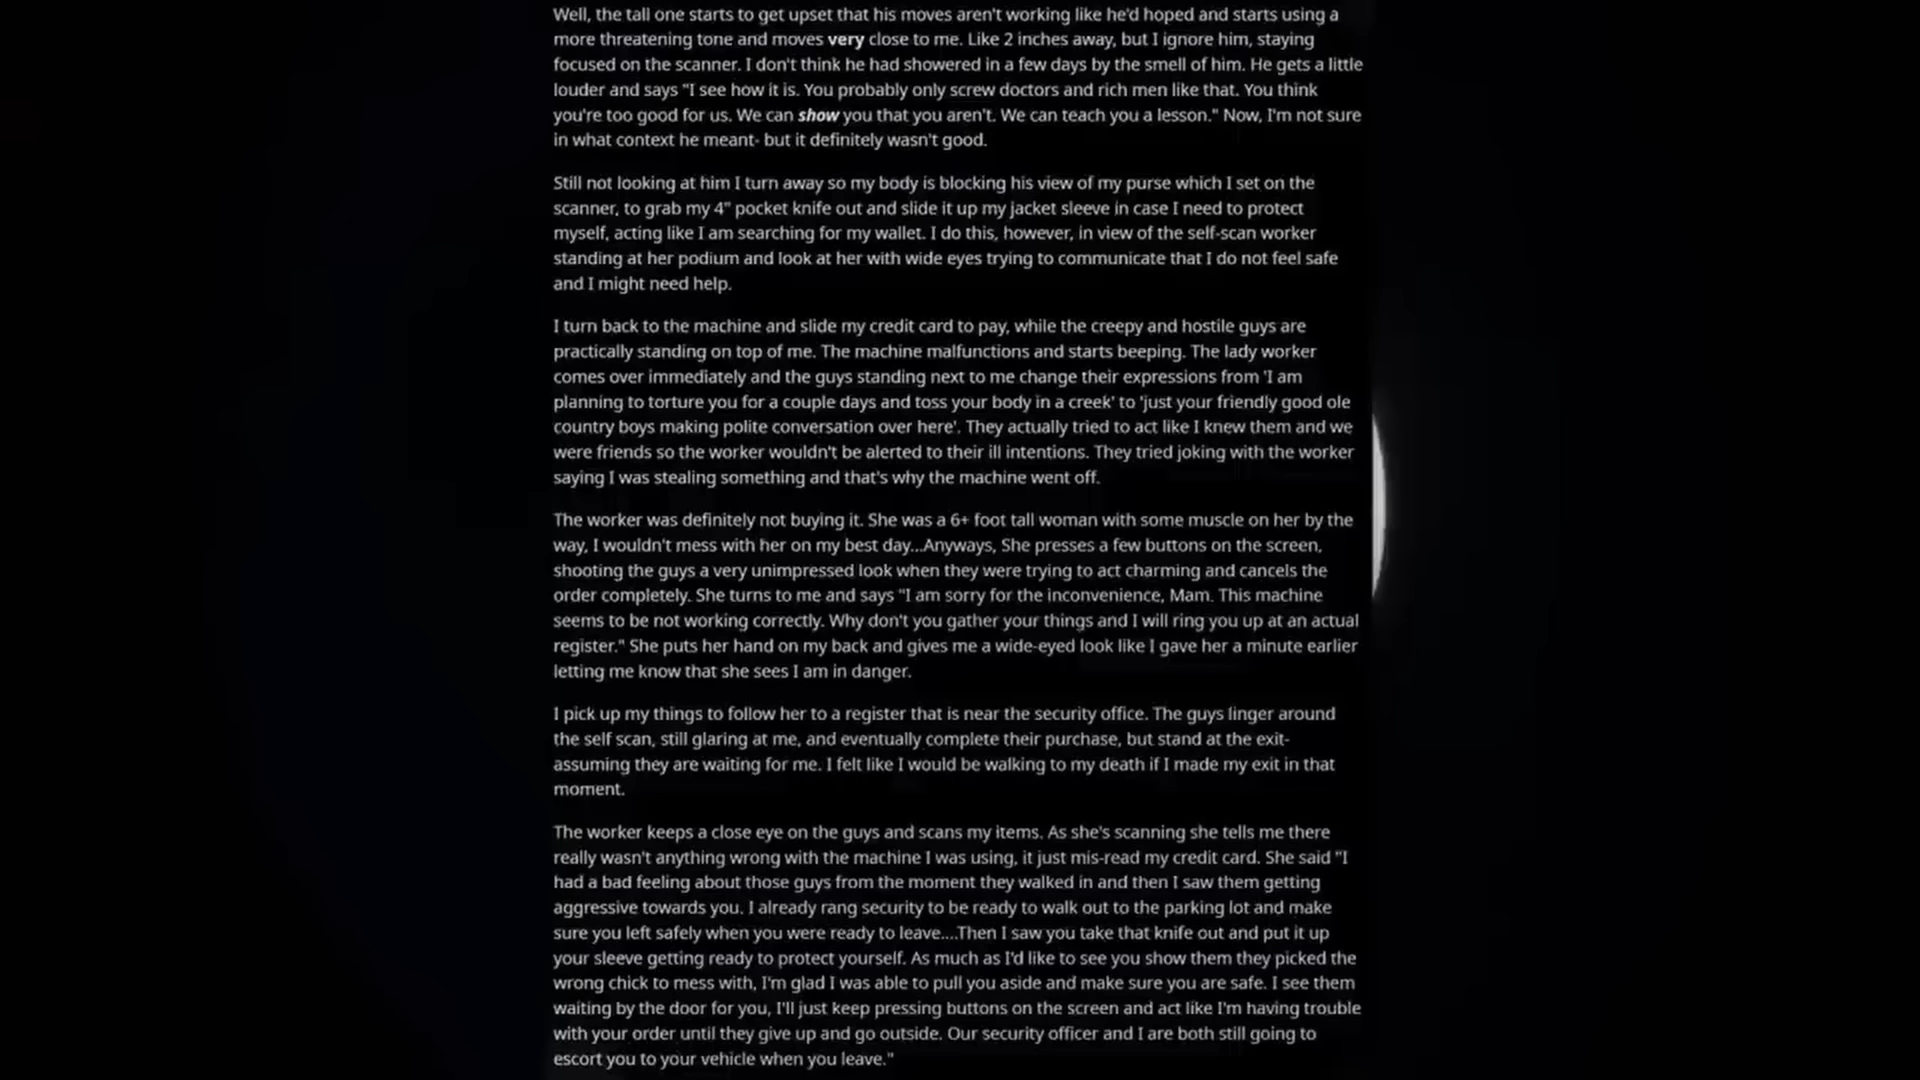 Well, the tall one starts to get upset that his moves aren't working like he'd hoped and starts using a
more threatening tone and moves very close to me. Like 2 inches away, but I ignore him, staying
focused on the scanner. I don't think he had showered in a few days by the smell of him. He gets a little
louder and says "I see how it is. You probably only screw doctors and rich men like that. You think
you're too good for us. We can show you that you aren't. We can teach you a lesson." Now, I'm not sure
in what context he meant- but it definitely wasn't good.
Still not looking at him I turn away so my body is blocking his view of my purse which I set on the
scanner, to grab my 4" pocket knife out and slide it up my jacket sleeve in case I need to protect
myself, acting like I am searching for my wallet. I do this, however, in view of the self-scan worker
standing at her podium and look at her with wide eyes trying to communicate that I do not feel safe
and I might need help.
I turn back to the machine and slide my credit card to pay, while the creepy and hostile guys are
practically standing on top of me. The machine malfunctions and starts beeping. The lady worker
comes over immediately and the guys standing next to me change their expressions from 'I am
planning to torture you for a couple days and toss your body in a creek' to 'just your friendly good ole
country boys making polite conversation over here'. They actually tried to act like I knew them and we
were friends so the worker wouldn't be alerted to their ill intentions. They tried joking with the worker
saying I was stealing something and that's why the machine went off.
The worker was definitely not buying it. She was a 6+ foot tall woman with some muscle on her by the
way, I wouldn't mess with her on my best day...Anyways, She presses a few buttons on the screen,
shooting the guys a very unimpressed look when they were trying to act charming and cancels the
order completely. She turns to me and says "I am sorry for the inconvenience, Mam. This machine
seems to be not working correctly. Why don't you gather your things and I will ring you up at an actual
register." She puts her hand on my back and gives me a wide-eyed look like I gave her a minute earlier
letting me know that she sees I am in danger.
I pick up my things to follow her to a register that is near the security office. The guys linger around
the self scan, still glaring at me, and eventually complete their purchase, but stand at the exit-
assuming they are waiting for me. I felt like I would be walking to my death if I made my exit in that
moment.
The worker keeps a close eye on the guys and scans my items. As she's scanning she tells me there
really wasn't anything wrong with the machine I was using, it just mis-read my credit card. She said "I
had a bad feeling about those guys from the moment they walked in and then I saw them getting
aggressive towards you. I already rang security to be ready to walk out to the parking lot and make
sure you left safely when you were ready to leave....Then I saw you take that knife out and put it up
your sleeve getting ready to protect yourself. As much as I'd like to see you show them they picked the
wrong chick to mess with, I'm glad I was able to pull you aside and make sure you are safe. I see them
waiting by the door for you, I'll just keep pressing buttons on the screen and act like I'm having trouble
with your order until they give up and go outside. Our security officer and I are both still going to
escort you to your vehicle when you leave."